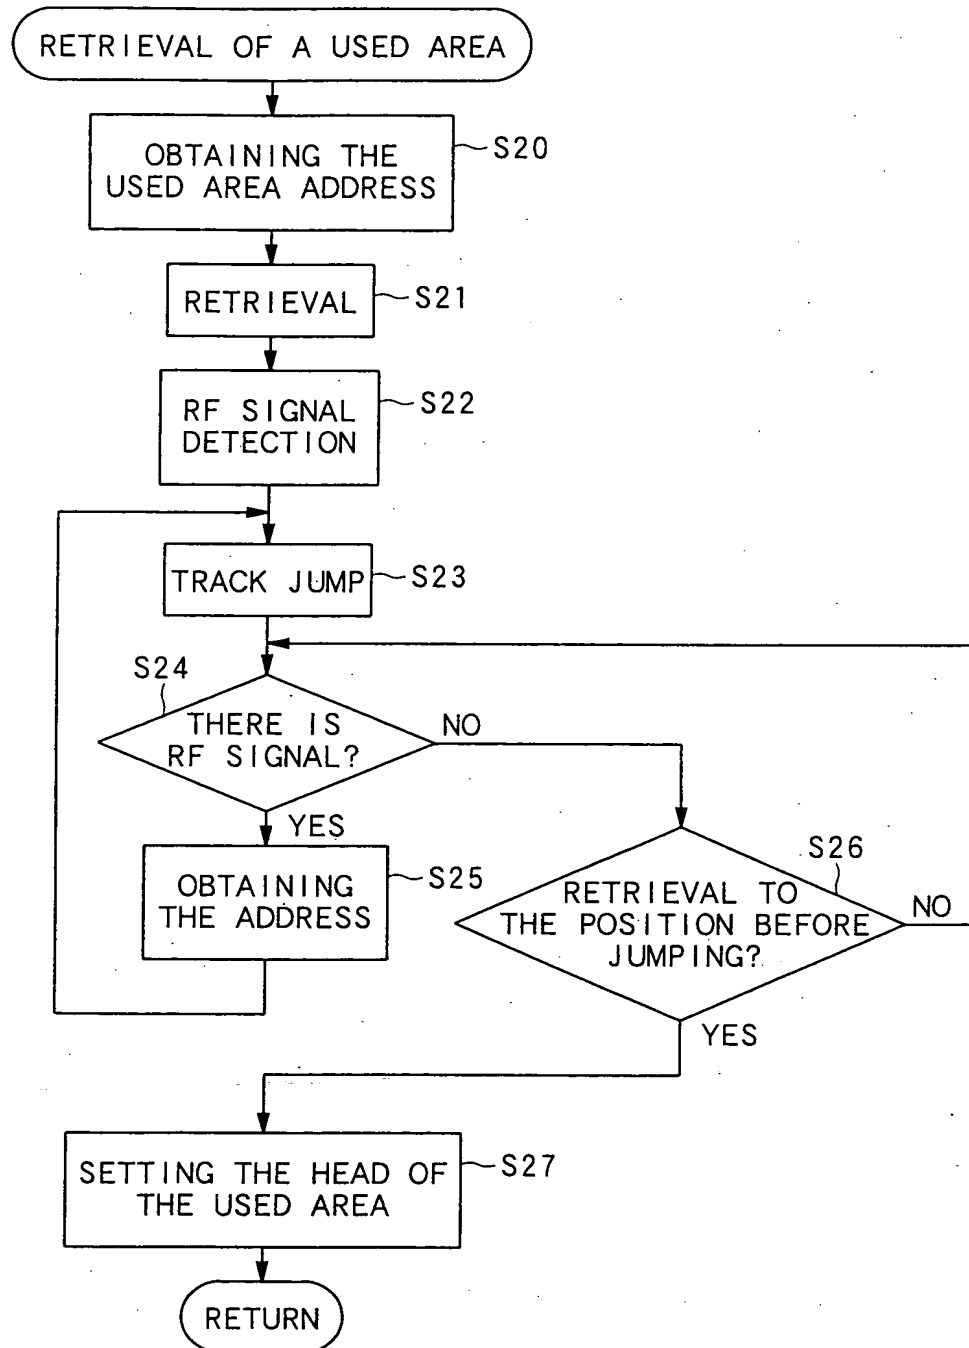 RETRIEVAL OF A USED AREA
OBTAINING THE
USED AREA ADDRESS
S20
RETRIEVAL
S21
RF SIGNAL
DETECTION
S22
TRACK JUMP
S23
S24
THERE IS
RF SIGNAL?
NO
YES
OBTAINING
THE ADDRESS
S25
S26
RETRIEVAL TO
THE POSITION BEFORE
JUMPING?
NO
YES
SETTING THE HEAD OF
THE USED AREA
S27
RETURN